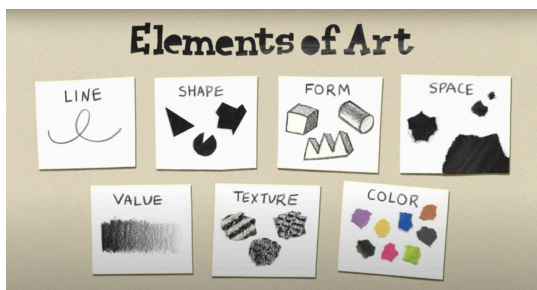 Elements of Art
LINE
SHAPE
FORM
SPACE
VALUE
TEXTURE
COLOR